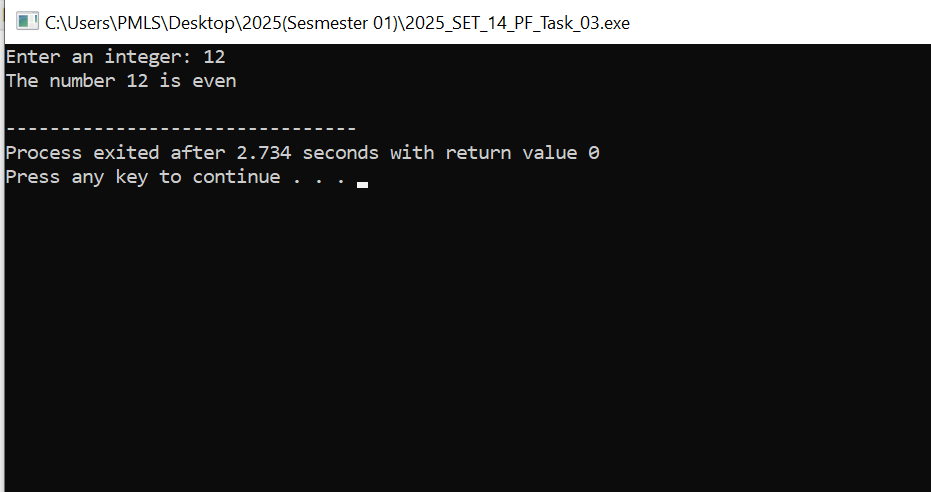 C:\Users\PMLS\Desktop\2025(Sesmester 01)\2025_SET_14_PF_Task_03.exe
Enter an integer: 12
The number 12 is even
--------------------------------
Process exited after 2.734 seconds with return value 0
Press any key to continue . . .